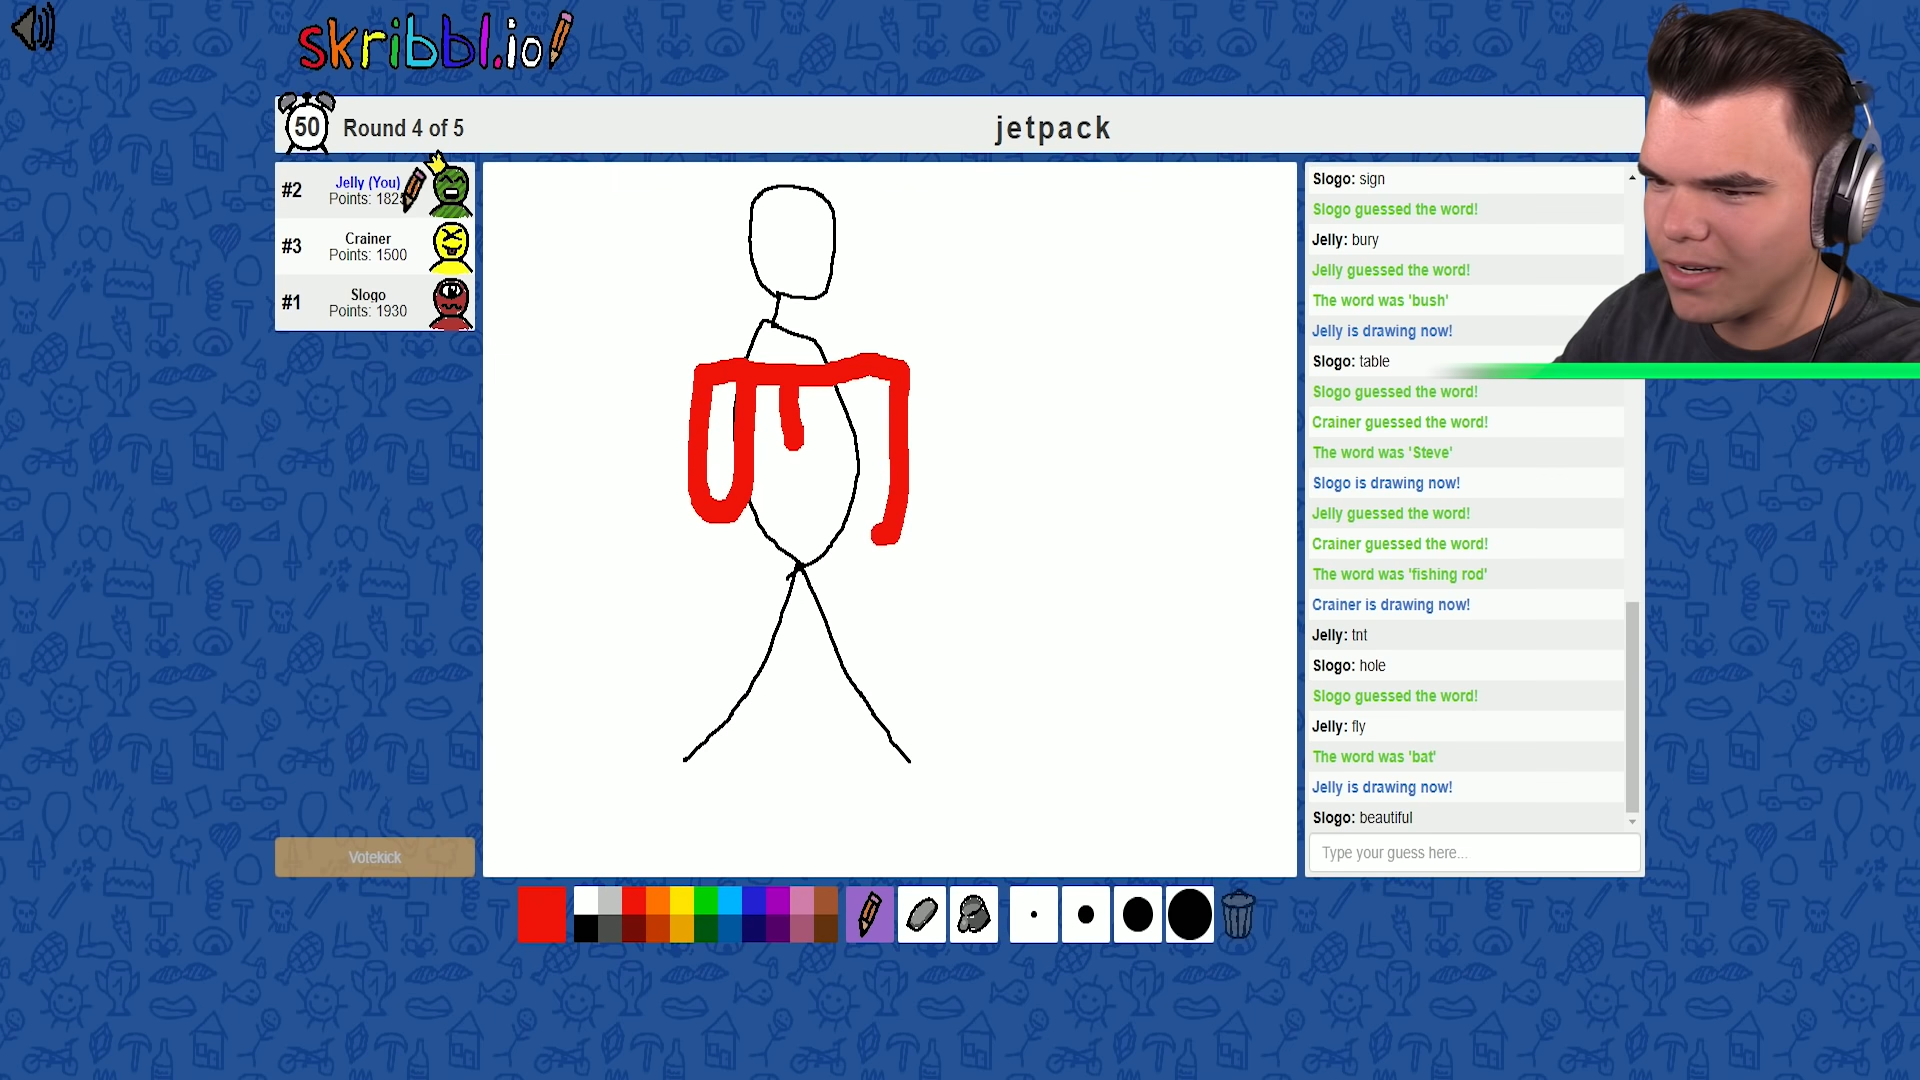 skribbl.io
50
Round 4 of 5
jetpack
#2
Jelly (You)
Points: 1825
#3
Crainer
Points: 1500
#1
Slogo
Points: 1930
Votekick
Slogo: sign
Slogo guessed the word!
Jelly: bury
Jelly guessed the word!
The word was 'bush'
Jelly is drawing now!
Slogo: table
Slogo guessed the word!
Crainer guessed the word!
The word was 'Steve'
Slogo is drawing now!
Jelly guessed the word!
Crainer guessed the word!
The word was 'fishing rod'
Crainer is drawing now!
Jelly: tnt
Slogo: hole
Slogo guessed the word!
Jelly: fly
The word was 'bat'
Jelly is drawing now!
Slogo: beautiful
Type your guess here...